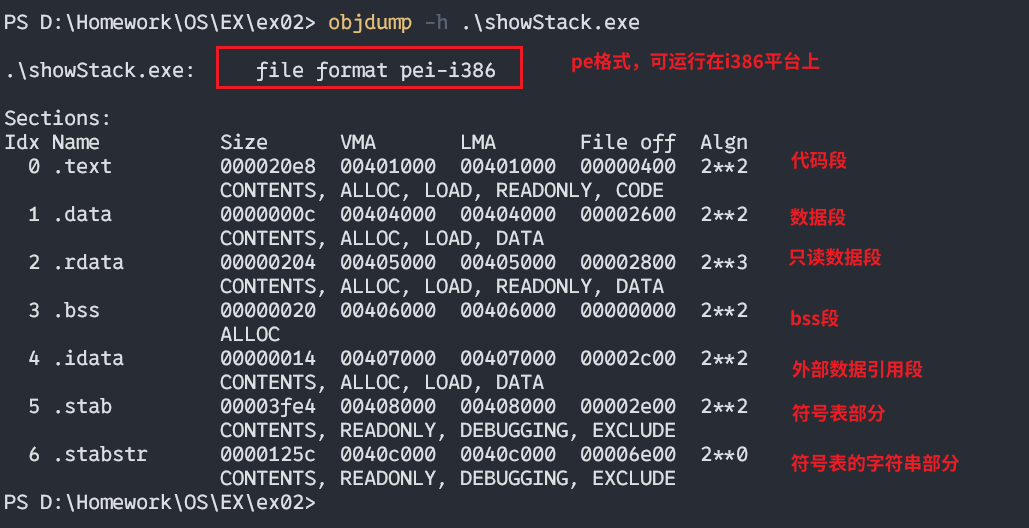 PS D:\Homework\OS\EX\ex02> objdump -h .\showStack.exe
.\showStack.exe:     file format pei-i386 pe格式，可运行在i386平台上
Sections:
Idx Name          Size      VMA       LMA       File off  Algn
  0 .text         000020e8  00401000  00401000  00000400  2**2 代码段
                  CONTENTS, ALLOC, LOAD, READONLY, CODE
  1 .data         0000000c  00404000  00404000  00002600  2**2 数据段
                  CONTENTS, ALLOC, LOAD, DATA
  2 .rdata        00000204  00405000  00405000  00002800  2**3 只读数据段
                  CONTENTS, ALLOC, LOAD, READONLY, DATA
  3 .bss          00000020  00406000  00406000  00000000  2**2 bss段
                  ALLOC
  4 .idata        00000014  00407000  00407000  00002c00  2**2 外部数据引用段
                  CONTENTS, ALLOC, LOAD, DATA
  5 .stab         00003fe4  00408000  00408000  00002e00  2**2 符号表部分
                  CONTENTS, READONLY, DEBUGGING, EXCLUDE
  6 .stabstr      0000125c  0040c000  0040c000  00006e00  2**0 符号表的字符串部分
                  CONTENTS, READONLY, DEBUGGING, EXCLUDE
PS D:\Homework\OS\EX\ex02>